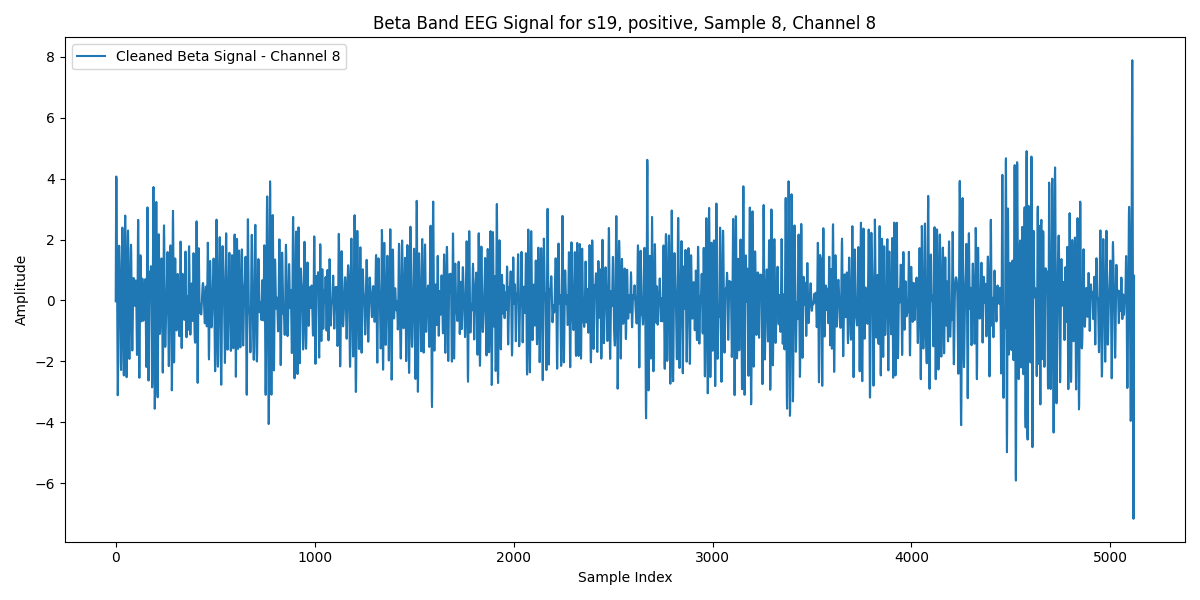 Beta Band EEG Signal for s19, positive, Sample 8, Channel 8
Cleaned Beta Signal - Channel 8
8
6
4
2
0
−2
−4
−6
Amplitude
0 1000 2000 3000 4000 5000
Sample Index